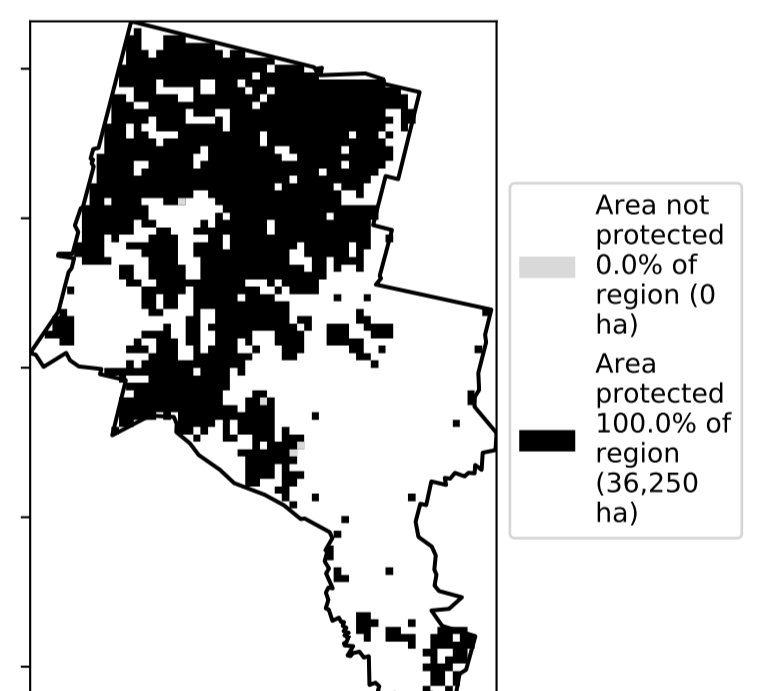 Area not
protected
0.0% of
region (0
ha)
Area
protected
100.0% of
region
(36,250
ha)